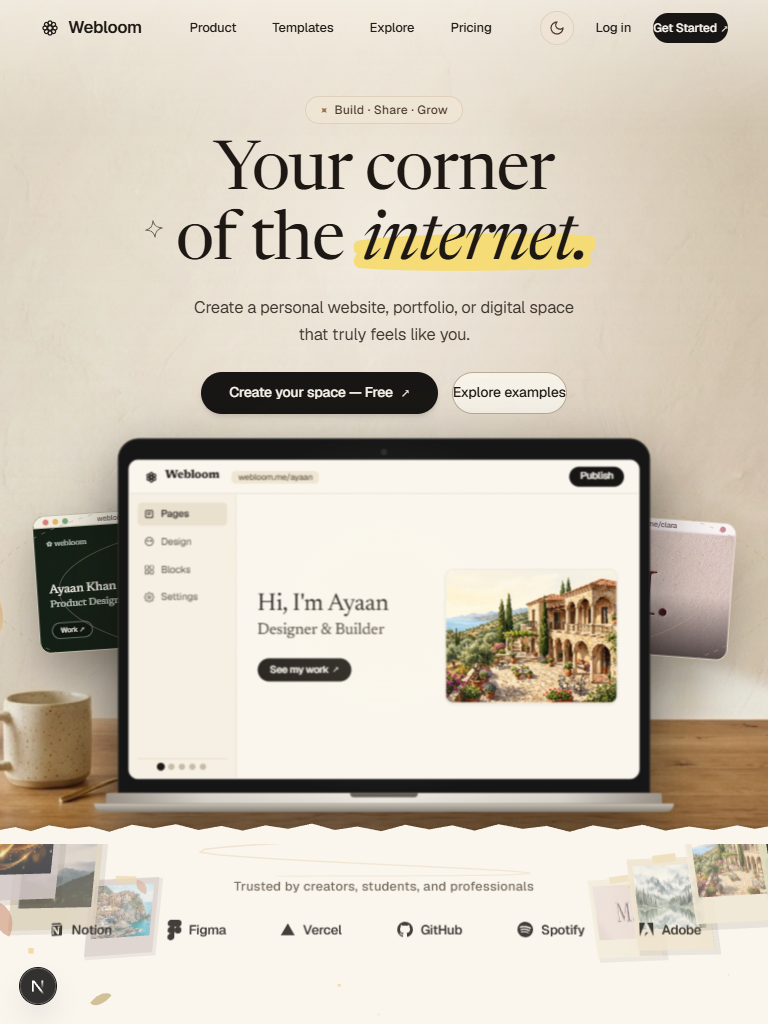 Webloom
Product
Templates
Explore
Pricing
Log in
Get Started ↗
Build · Share · Grow
Your corner
of the internet.
Create a personal website, portfolio, or digital space
that truly feels like you.
Create your space — Free ↗
Explore examples
Webloom
webloom.me/ayaan
Publish
Pages
Design
Blocks
Settings
Hi, I'm Ayaan
Designer & Builder
See my work ↗
webloom
Ayaan Khan
Product Design
Work ↗
me/clara
Trusted by creators, students, and professionals
Notion
Figma
Vercel
GitHub
Spotify
Adobe